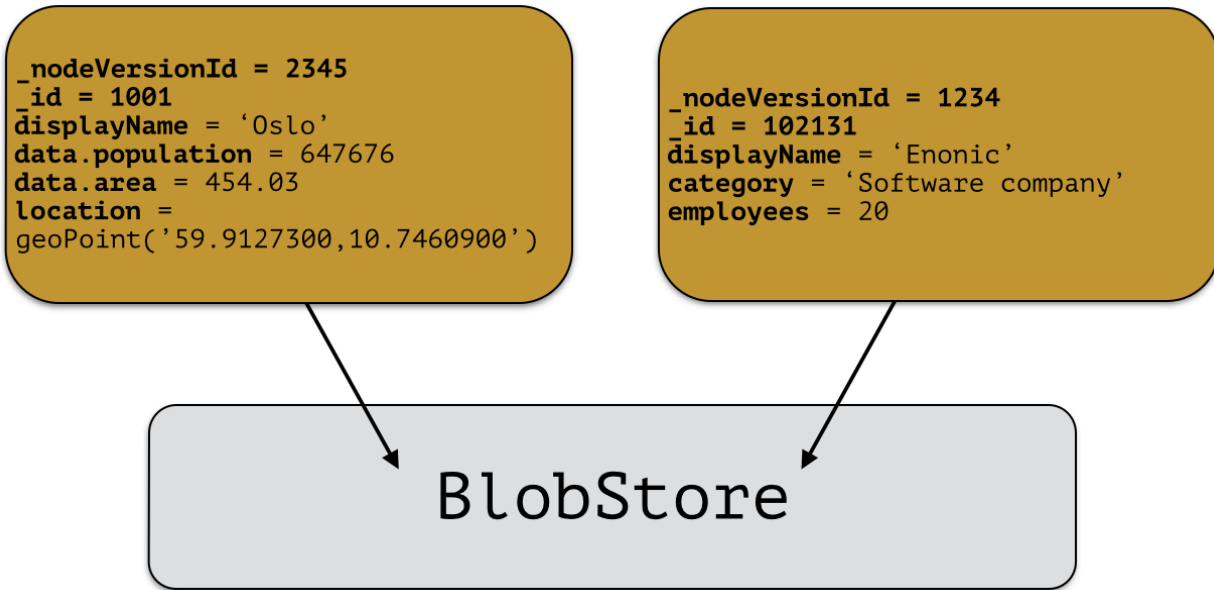 _nodeVersionId = 2345
_id = 1001
displayName = ‘Oslo’
data.population = 647676
data.area = 454.03
location =
geoPoint(’59.9127300,10.7460900’)
_nodeVersionId = 1234
_id = 102131
displayName = ‘Enonic’
category = ‘Software company’
employees = 20
BlobStore